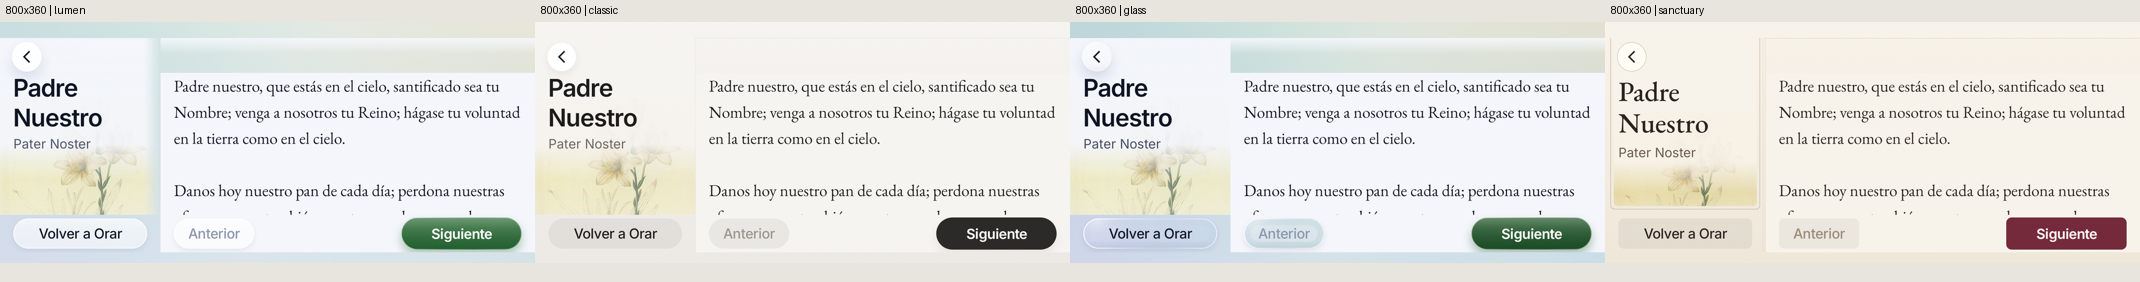 800x360 | lumen
Padre
Nuestro
Pater Noster
Padre nuestro, que estás en el cielo, santificado sea tu
Nombre; venga a nosotros tu Reino; hágase tu voluntad
en la tierra como en el cielo.
Danos hoy nuestro pan de cada día; perdona nuestras
Volver a Orar
Anterior
Siguiente
800x360 | classic
Padre
Nuestro
Pater Noster
Padre nuestro, que estás en el cielo, santificado sea tu
Nombre; venga a nosotros tu Reino; hágase tu voluntad
en la tierra como en el cielo.
Danos hoy nuestro pan de cada día; perdona nuestras
Volver a Orar
Anterior
Siguiente
800x360 | glass
Padre
Nuestro
Pater Noster
Padre nuestro, que estás en el cielo, santificado sea tu
Nombre; venga a nosotros tu Reino; hágase tu voluntad
en la tierra como en el cielo.
Danos hoy nuestro pan de cada día; perdona nuestras
Volver a Orar
Anterior
Siguiente
800x360 | sanctuary
Padre
Nuestro
Pater Noster
Padre nuestro, que estás en el cielo, santificado sea tu
Nombre; venga a nosotros tu Reino; hágase tu voluntad
en la tierra como en el cielo.
Danos hoy nuestro pan de cada día; perdona nuestras
Volver a Orar
Anterior
Siguiente